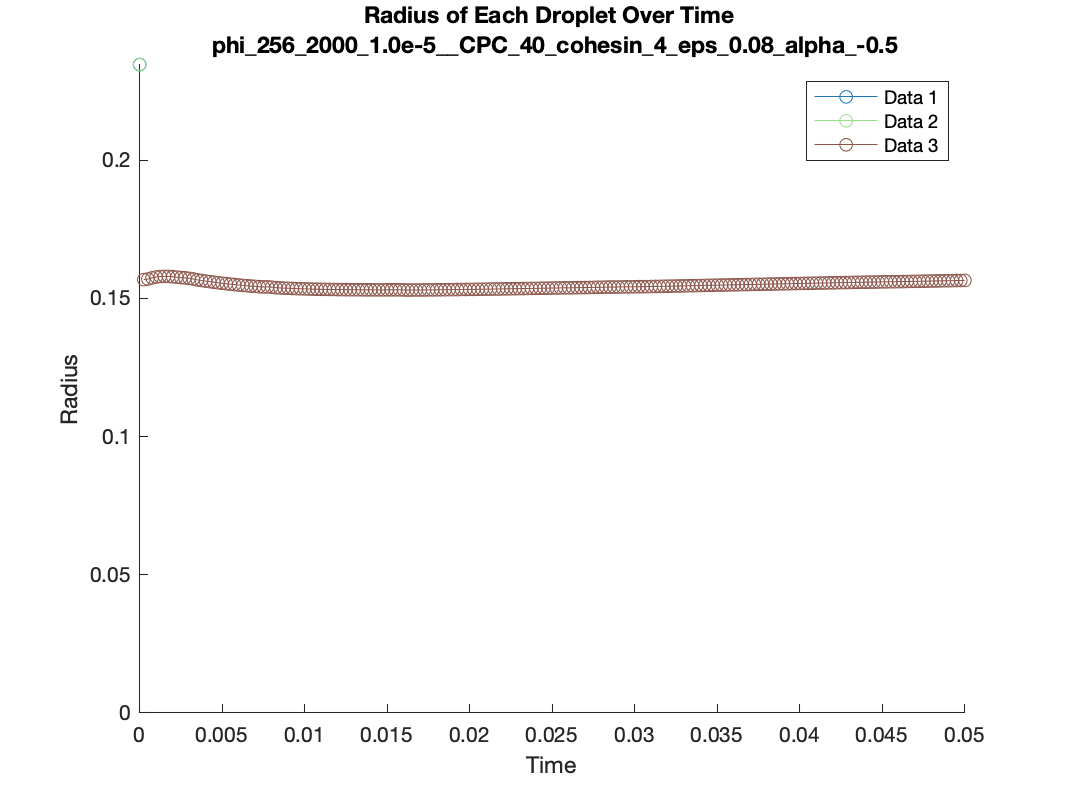 Radius of Each Droplet Over Time
phi_256_2000_1.0e-5__CPC_40_cohesin_4_eps_0.08_alpha_-0.5
Data 1
Data 2
Data 3
0.2
0.15
0.1
0.05
0
Radius
0 0.005 0.01 0.015 0.02 0.025 0.03 0.035 0.04 0.045 0.05
Time